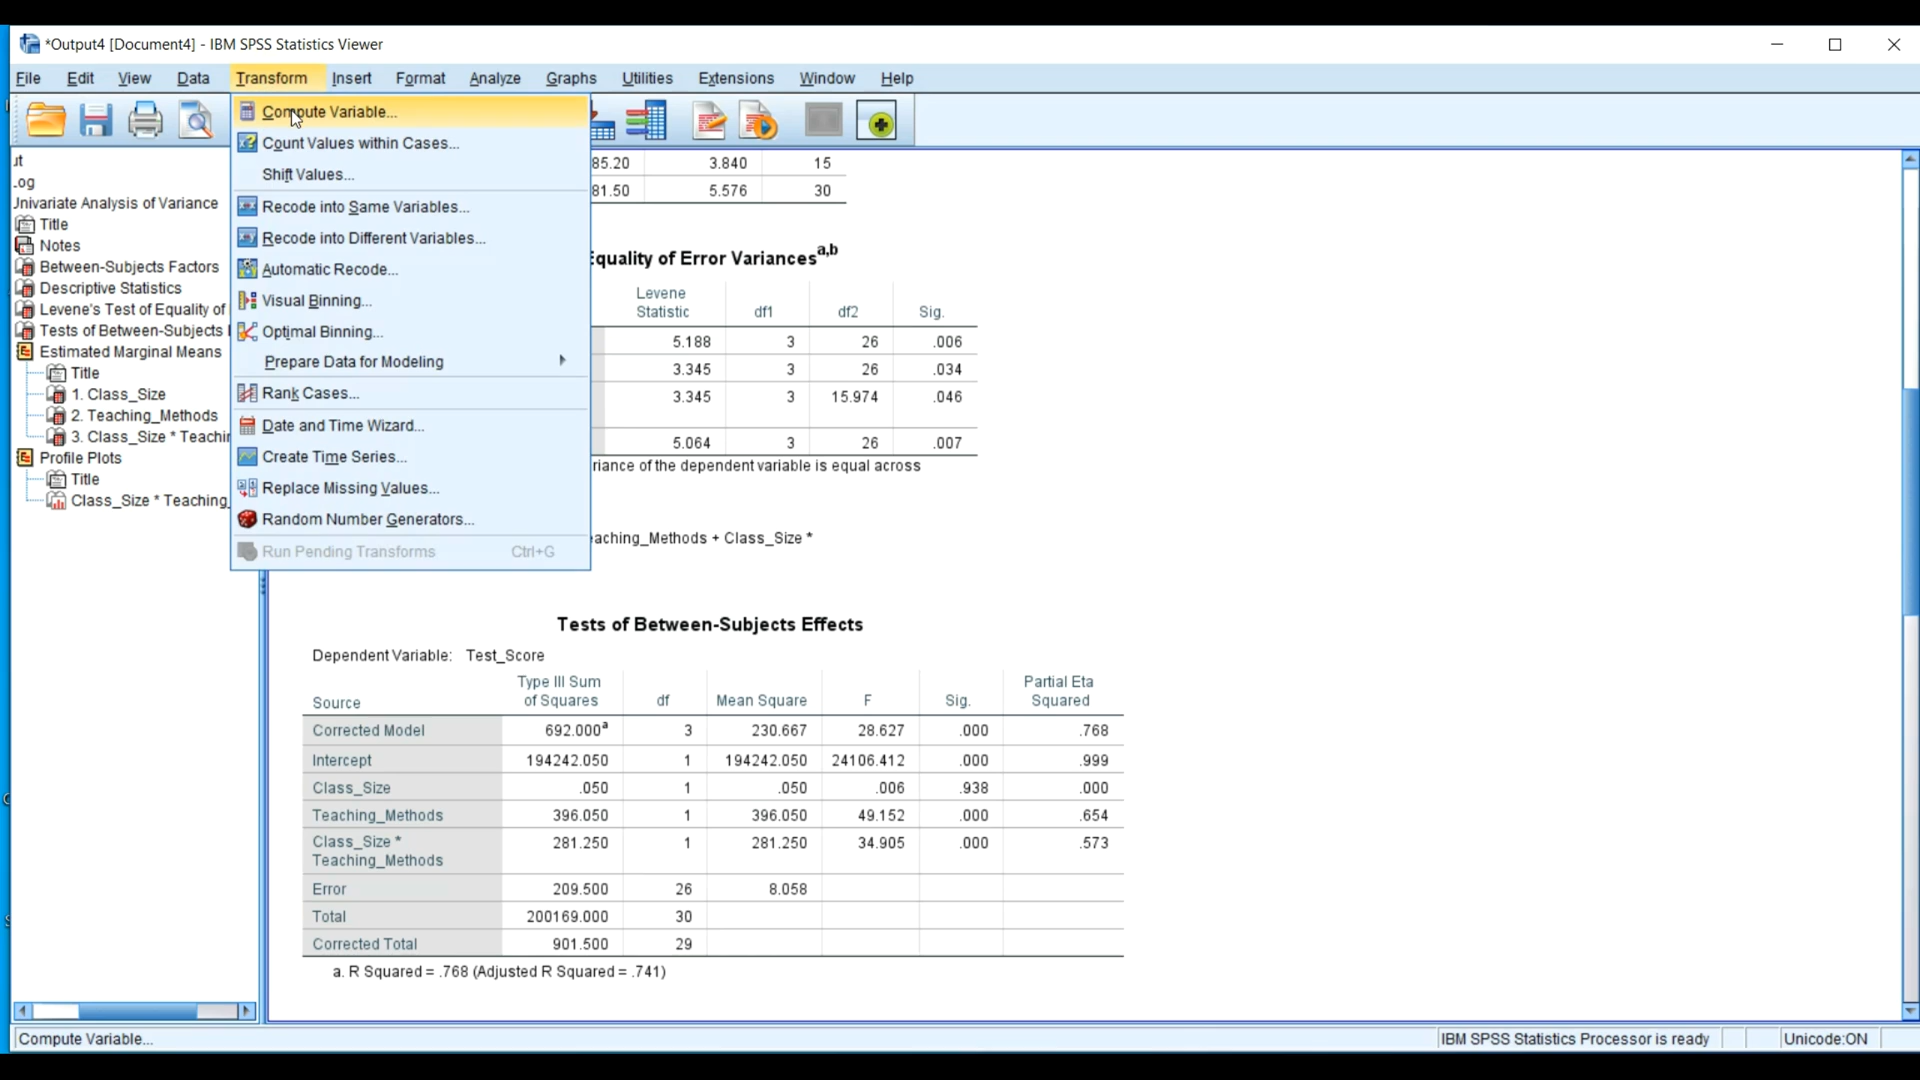 *Output4 [Document4] - IBM SPSS Statistics Viewer
File Edit View Data Transform Insert Format Analyze Graphs Utilities Extensions Window Help
Compute Variable...
Count Values within Cases...
Shift Values...
Recode into Same Variables...
Recode into Different Variables...
Automatic Recode...
Visual Binning...
Optimal Binning...
Prepare Data for Modeling
Rank Cases...
Date and Time Wizard...
Create Time Series...
Replace Missing Values...
Random Number Generators...
Run Pending Transforms Ctrl+G
ut
Log
Univariate Analysis of Variance
Title
Notes
Between-Subjects Factors
Descriptive Statistics
Levene's Test of Equality of
Tests of Between-Subjects
Estimated Marginal Means
Title
1. Class_Size
2. Teaching_Methods
3. Class_Size * Teachin
Profile Plots
Title
Class_Size * Teaching_
85.20 3.840 15
81.50 5.576 30
Equality of Error Variancesa,b
Levene Statistic df1 df2 Sig.
5.188 3 26 .006
3.345 3 26 .034
3.345 3 15.974 .046
5.064 3 26 .007
riance of the dependent variable is equal across
eaching_Methods + Class_Size *
Tests of Between-Subjects Effects
Dependent Variable: Test_Score
Source Type III Sum of Squares df Mean Square F Sig. Partial Eta Squared
Corrected Model 692.000a 3 230.667 28.627 .000 .768
Intercept 194242.050 1 194242.050 24106.412 .000 .999
Class_Size .050 1 .050 .006 .938 .000
Teaching_Methods 396.050 1 396.050 49.152 .000 .654
Class_Size * Teaching_Methods 281.250 1 281.250 34.905 .000 .573
Error 209.500 26 8.058
Total 200169.000 30
Corrected Total 901.500 29
a. R Squared = .768 (Adjusted R Squared = .741)
Compute Variable... IBM SPSS Statistics Processor is ready Unicode:ON